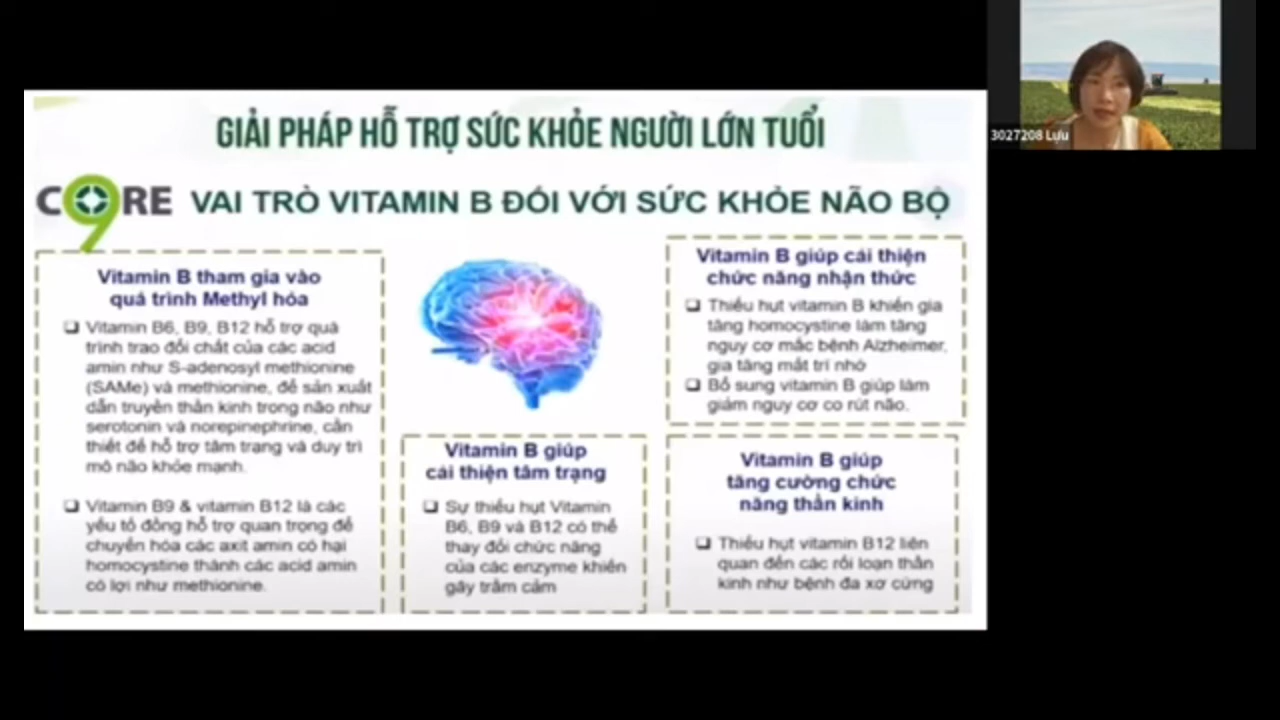 GIẢI PHÁP HỖ TRỢ SỨC KHỎE NGƯỜI LỚN TUỔI
CORE 9
VAI TRÒ VITAMIN B ĐỐI VỚI SỨC KHỎE NÃO BỘ
Vitamin B tham gia vào
quá trình Methyl hóa
Vitamin B6, B9, B12 hỗ trợ quá
trình trao đổi chất của các acid
amin như S-adenosyl methionine
(SAMe) và methionine, để sản xuất
dẫn truyền thần kinh trong não như
serotonin và norepinephrine, cần
thiết để hỗ trợ tâm trạng và duy trì
mô não khỏe mạnh.
Vitamin B9 & vitamin B12 là các
yếu tố đồng hỗ trợ quan trọng để
chuyển hóa các axit amin có hại
homocystine thành các acid amin
có lợi như methionine.
Vitamin B giúp
cải thiện tâm trạng
Sự thiếu hụt Vitamin
B6, B9 và B12 có thể
thay đổi chức năng
của các enzyme khiến
gây trầm cảm
Vitamin B giúp cải thiện
chức năng nhận thức
Thiếu hụt vitamin B khiến gia
tăng homocystine làm tăng
nguy cơ mắc bệnh Alzheimer,
gia tăng mất trí nhớ
Bổ sung vitamin B giúp làm
giảm nguy cơ co rút não.
Vitamin B giúp
tăng cường chức
năng thần kinh
Thiếu hụt vitamin B12 liên
quan đến các rối loạn thần
kinh như bệnh đa xơ cứng
3027208 Lưu